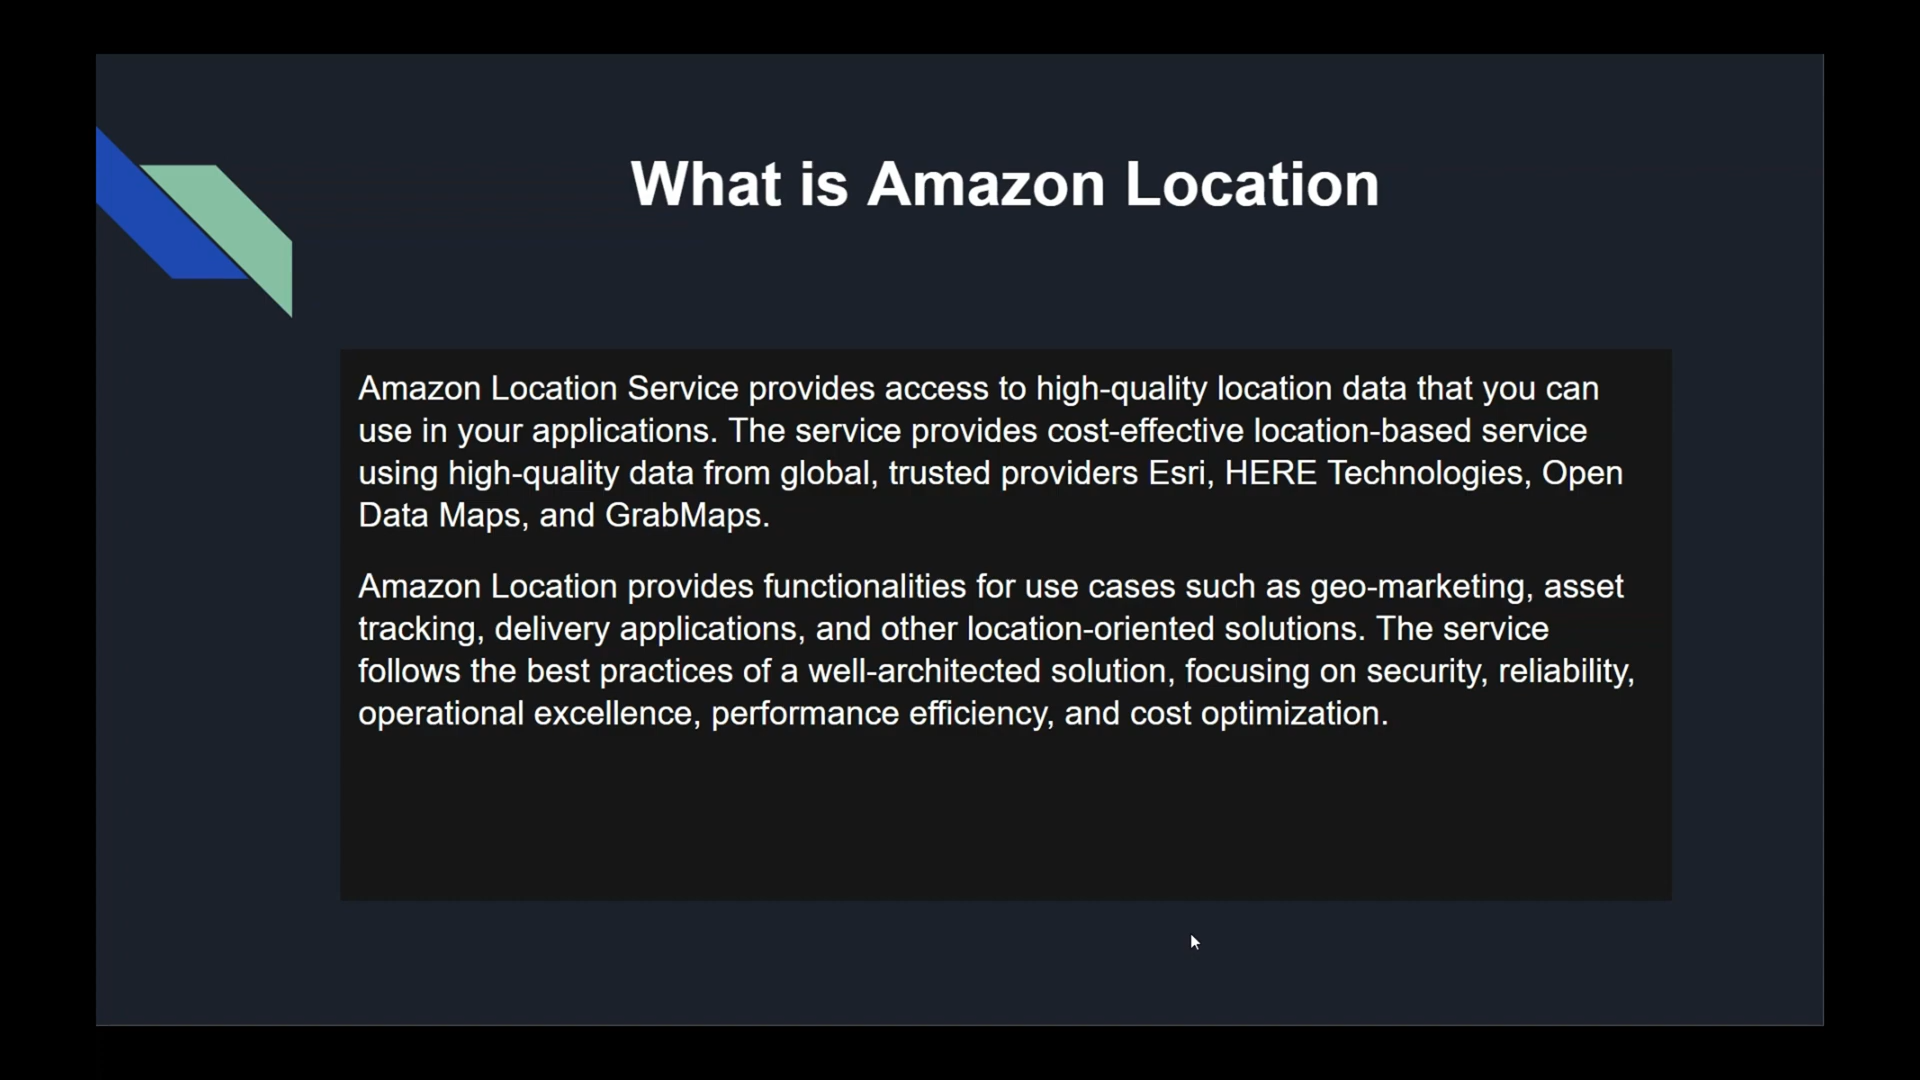 What is Amazon Location
Amazon Location Service provides access to high-quality location data that you can
use in your applications. The service provides cost-effective location-based service
using high-quality data from global, trusted providers Esri, HERE Technologies, Open
Data Maps, and GrabMaps.
Amazon Location provides functionalities for use cases such as geo-marketing, asset
tracking, delivery applications, and other location-oriented solutions. The service
follows the best practices of a well-architected solution, focusing on security, reliability,
operational excellence, performance efficiency, and cost optimization.